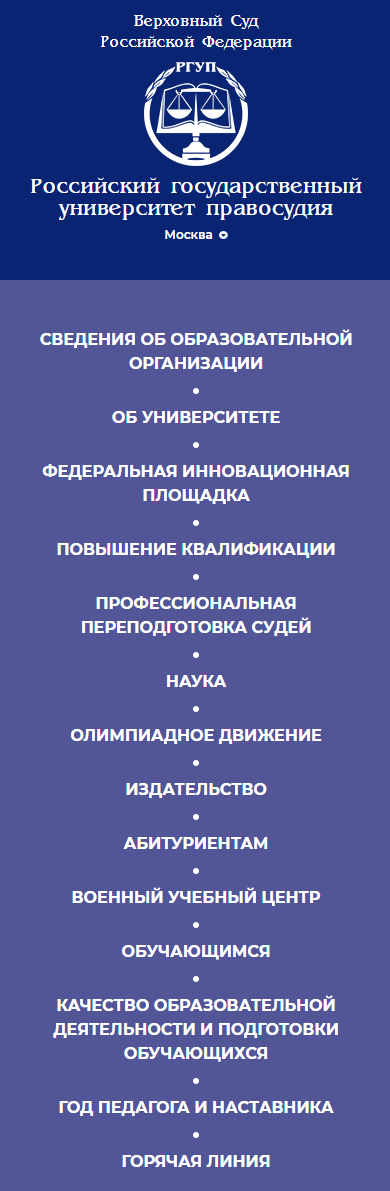 Верховный Суд
Российской Федерации
РГУП
Российский государственный
университет правосудия
Москва
СВЕДЕНИЯ ОБ ОБРАЗОВАТЕЛЬНОЙ
ОРГАНИЗАЦИИ
ОБ УНИВЕРСИТЕТЕ
ФЕДЕРАЛЬНАЯ ИННОВАЦИОННАЯ
ПЛОЩАДКА
ПОВЫШЕНИЕ КВАЛИФИКАЦИИ
ПРОФЕССИОНАЛЬНАЯ
ПЕРЕПОДГОТОВКА СУДЕЙ
НАУКА
ОЛИМПИАДНОЕ ДВИЖЕНИЕ
ИЗДАТЕЛЬСТВО
АБИТУРИЕНТАМ
ВОЕННЫЙ УЧЕБНЫЙ ЦЕНТР
ОБУЧАЮЩИМСЯ
КАЧЕСТВО ОБРАЗОВАТЕЛЬНОЙ
ДЕЯТЕЛЬНОСТИ И ПОДГОТОВКИ
ОБУЧАЮЩИХСЯ
ГОД ПЕДАГОГА И НАСТАВНИКА
ГОРЯЧАЯ ЛИНИЯ